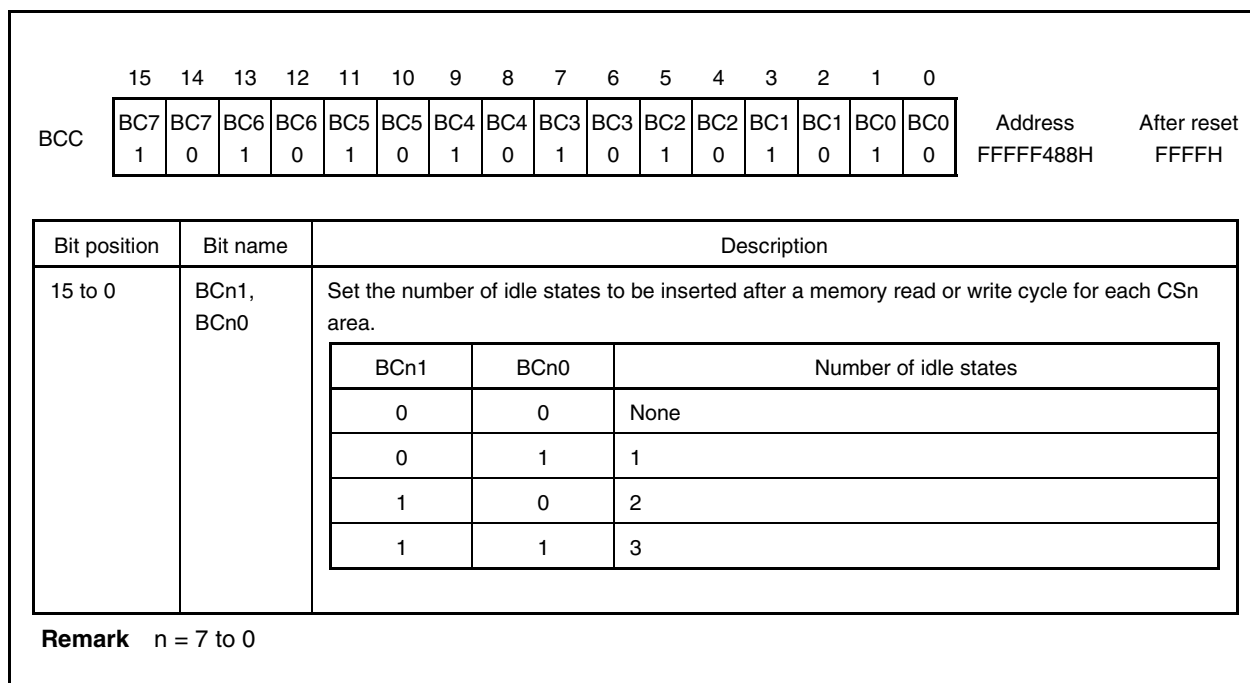 15 14 13 12 11 10 9 8 7 6 5 4 3 2 1 0
BCC BC7 BC7 BC6 BC6 BC5 BC5 BC4 BC4 BC3 BC3 BC2 BC2 BC1 BC1 BC0 BC0 Address After reset
1 0 1 0 1 0 1 0 1 0 1 0 1 0 1 0 FFFFF488H FFFFH
Bit position Bit name Description
15 to 0 BCn1, Set the number of idle states to be inserted after a memory read or write cycle for each CSn
BCn0 area.
BCn1 BCn0 Number of idle states
0 0 None
0 1 1
1 0 2
1 1 3
Remark n = 7 to 0